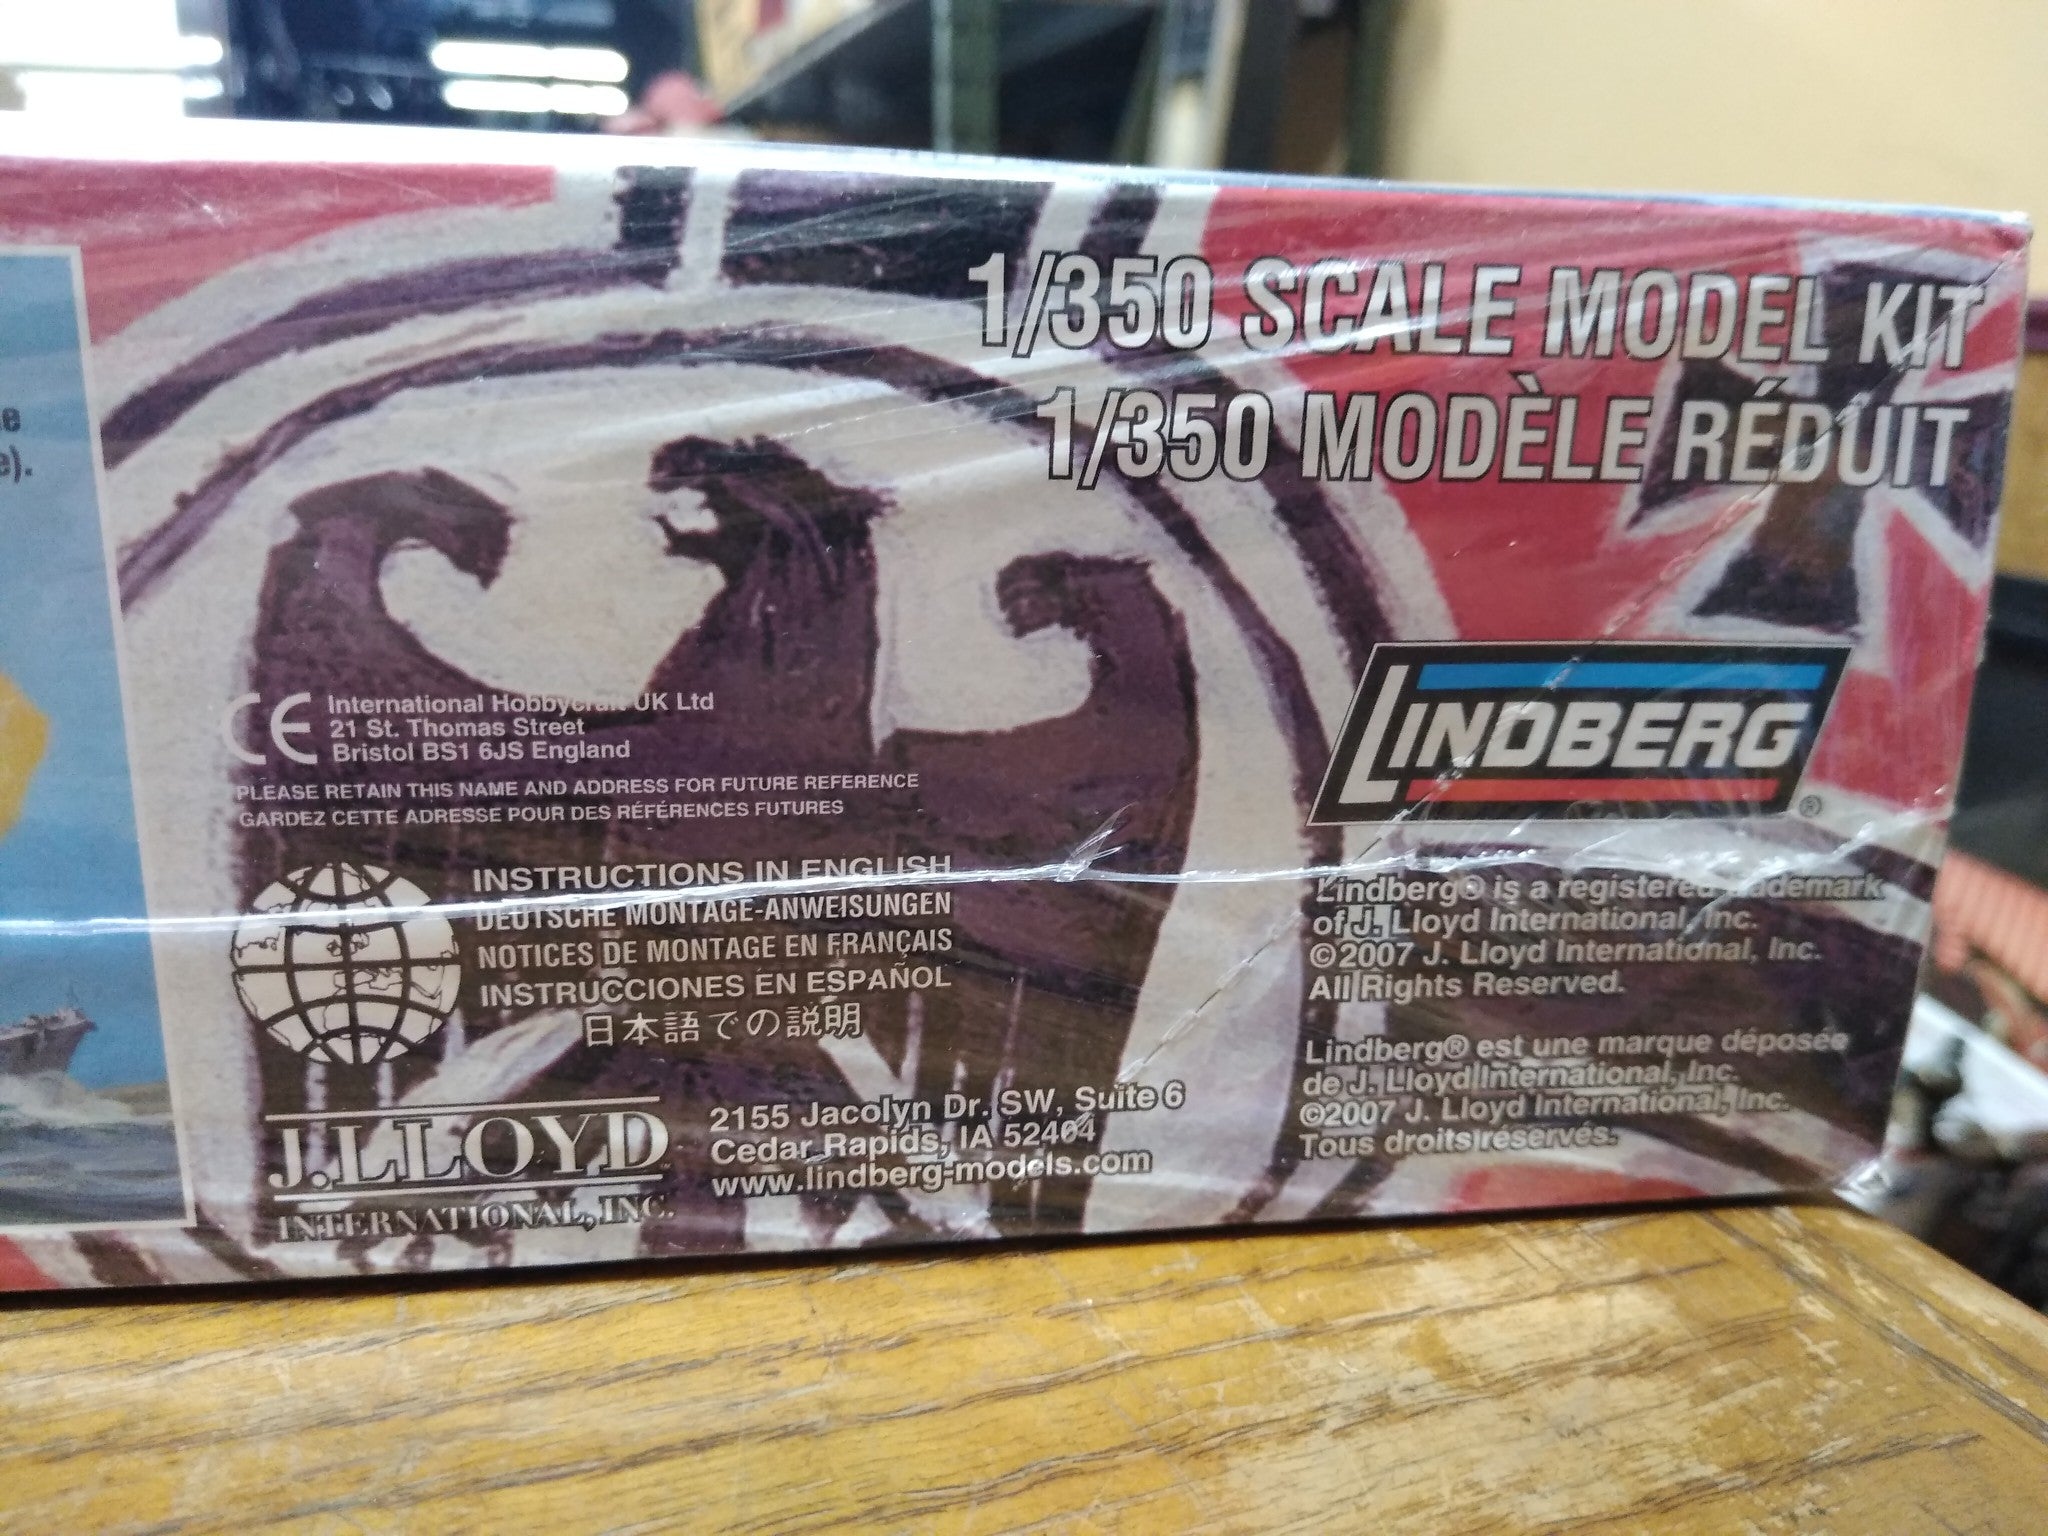 e).
1/350 SCALE MODEL KIT
1/350 MODÈLE RÉDUIT
LINDBERG®
CE
International Hobbycraft UK Ltd
21 St. Thomas Street
Bristol BS1 6JS England
PLEASE RETAIN THIS NAME AND ADDRESS FOR FUTURE REFERENCE
GARDEZ CETTE ADRESSE POUR DES RÉFÉRENCES FUTURES
INSTRUCTIONS IN ENGLISH
DEUTSCHE MONTAGE-ANWEISUNGEN
NOTICES DE MONTAGE EN FRANÇAIS
INSTRUCCIONES EN ESPAÑOL
日本語での説明
J. LLOYD
INTERNATIONAL, INC.
2155 Jacolyn Dr. SW, Suite 6
Cedar Rapids, IA 52404
www.lindberg-models.com
Lindberg® is a registered trademark
of J. Lloyd International, Inc.
©2007 J. Lloyd International, Inc.
All Rights Reserved.
Lindberg® est une marque déposée
de J. Lloyd International, Inc.
©2007 J. Lloyd International, Inc.
Tous droits réservés.